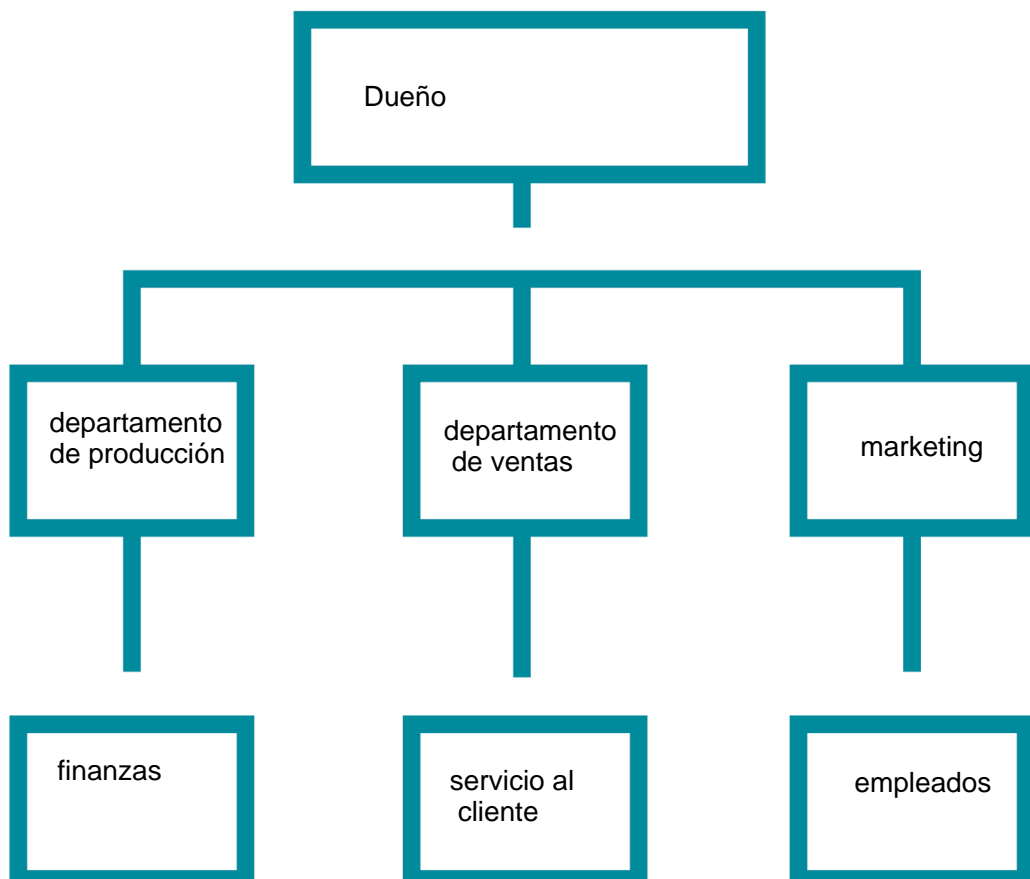 Dueño
departamento
de producción
departamento
de ventas
marketing
finanzas
servicio al
cliente
empleados